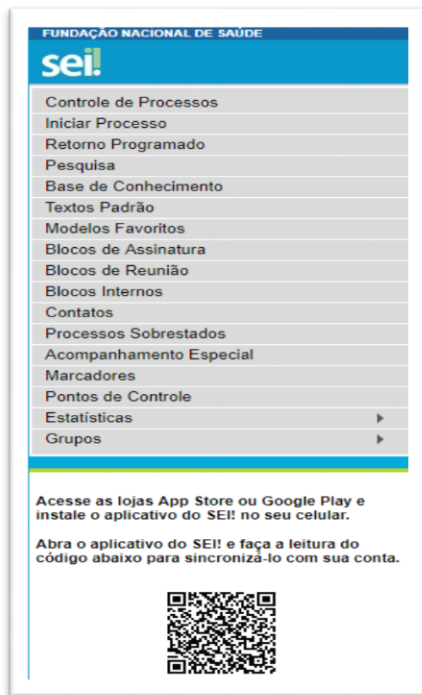 FUNDAÇÃO NACIONAL DE SAÚDE
sei!
Controle de Processos
Iniciar Processo
Retorno Programado
Pesquisa
Base de Conhecimento
Textos Padrão
Modelos Favoritos
Blocos de Assinatura
Blocos de Reunião
Blocos Internos
Contatos
Processos Sobrestados
Acompanhamento Especial
Marcadores
Pontos de Controle
Estatísticas
Grupos
Acesse as lojas App Store ou Google Play e
instale o aplicativo do SEI! no seu celular.
Abra o aplicativo do SEI! e faça a leitura do
código abaixo para sincronizá-lo com sua conta.